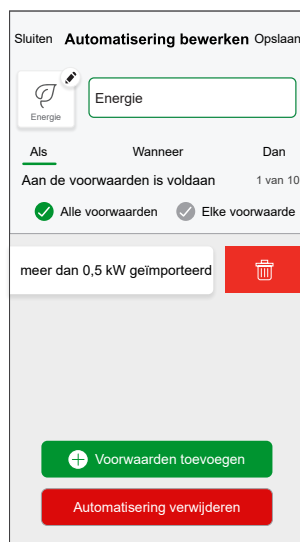 Sluiten Automatisering bewerken Opslaan
Energie
Energie
Als Wanneer Dan
Aan de voorwaarden is voldaan 1 van 10
Alle voorwaarden Elke voorwaarde
meer dan 0,5 kW geïmporteerd
Voorwaarden toevoegen
Automatisering verwijderen